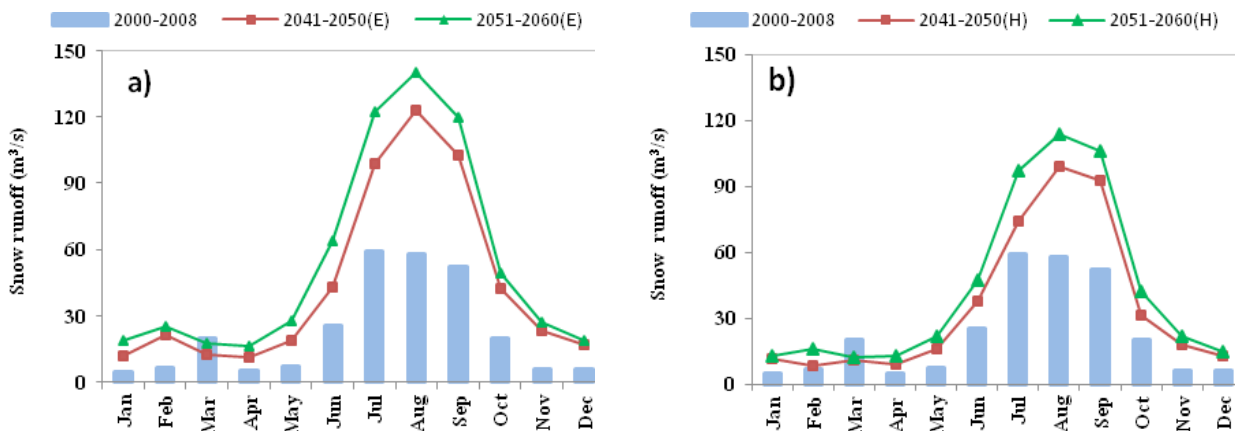 2000-2008 2041-2050(E) 2051-2060(E)
a)
Snow runoff (m³/s)
150
120
90
60
30
0
Jan Feb Mar Apr May Jun Jul Aug Sep Oct Nov Dec
2000-2008 2041-2050(H) 2051-2060(H)
b)
Snow runoff (m³/s)
150
120
90
60
30
0
Jan Feb Mar Apr May Jun Jul Aug Sep Oct Nov Dec